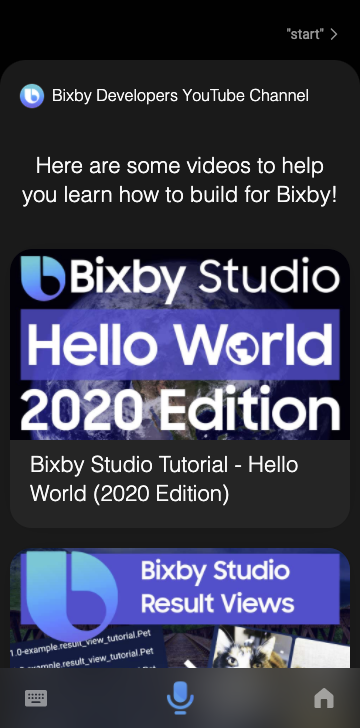 "start"
Bixby Developers YouTube Channel
Here are some videos to help
you learn how to build for Bixby!
Bixby Studio
Hello World
2020 Edition
Bixby Studio Tutorial - Hello
World (2020 Edition)
Bixby Studio
Result Views
1.0-example.result_view_tutorial.Pet
example.result_view_tutorial.Pet